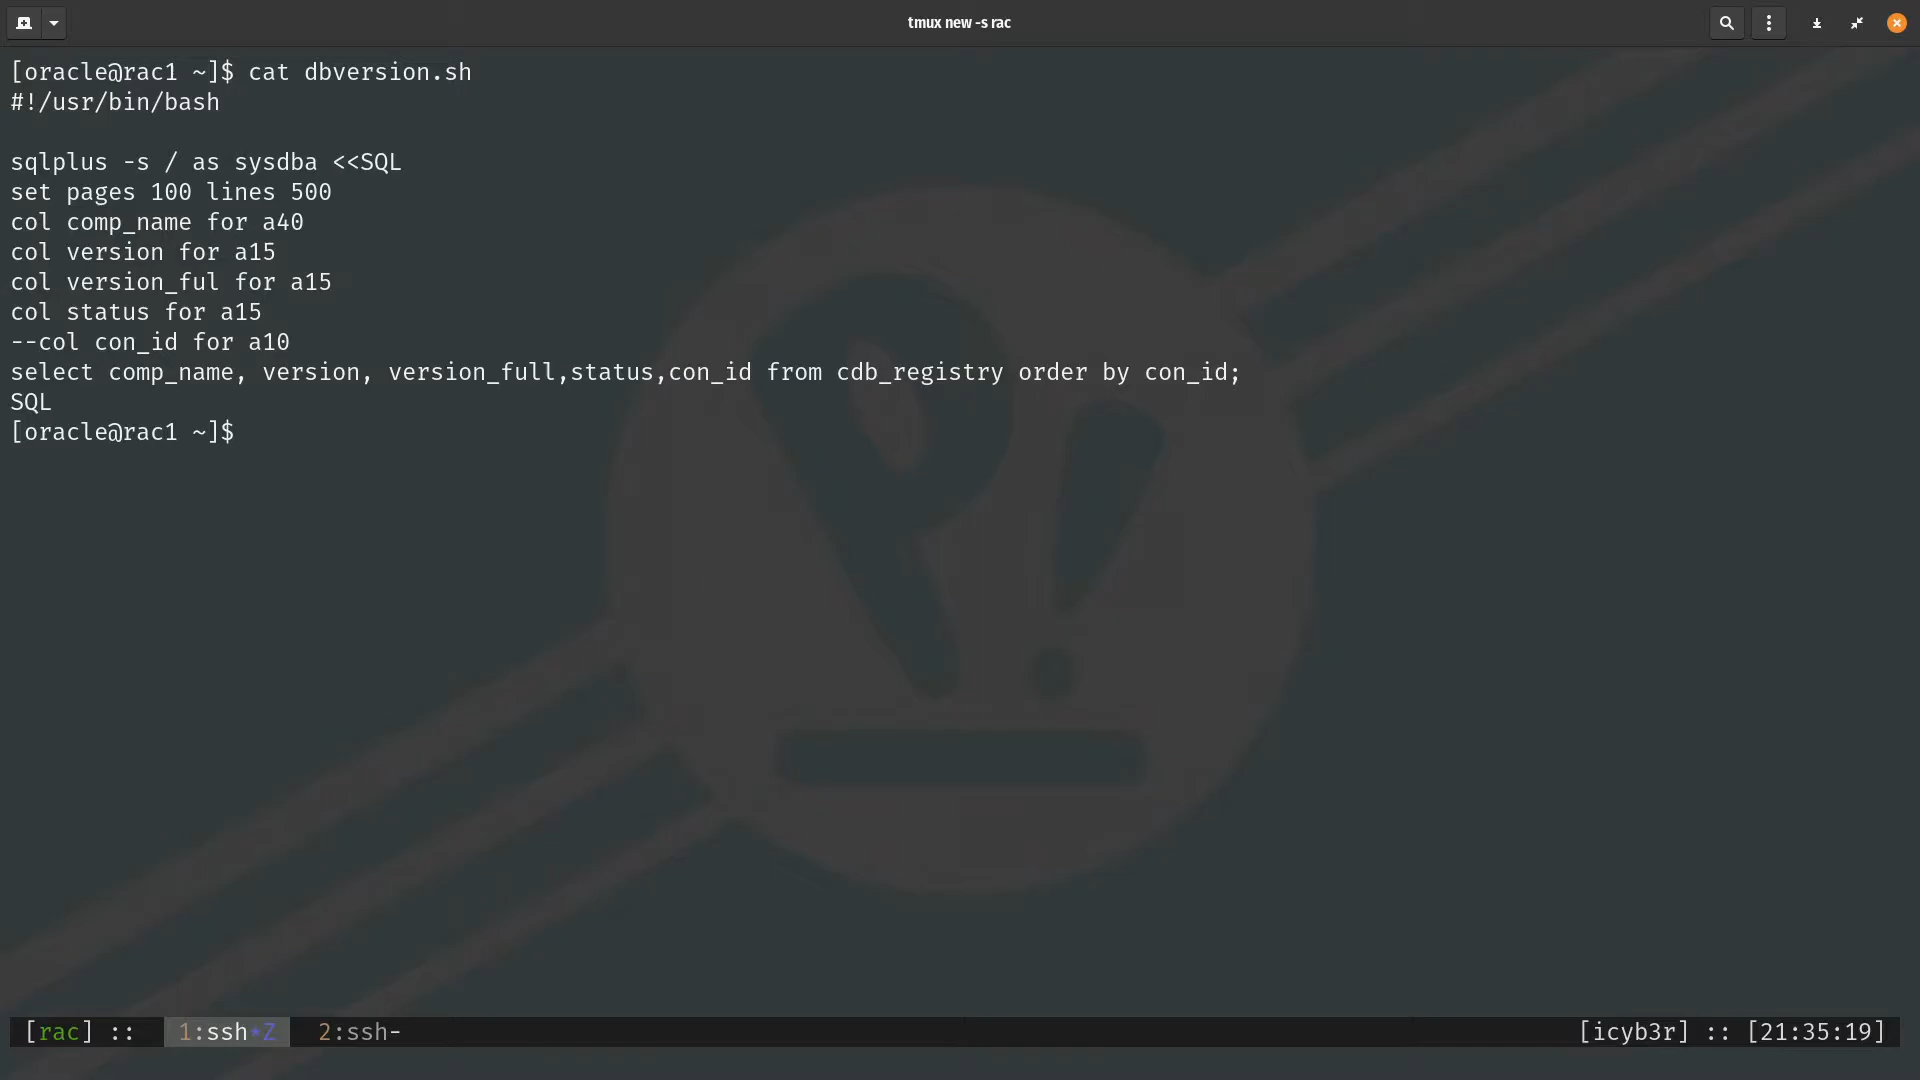 tmux new -s rac
[oracle@rac1 ~]$ cat dbversion.sh
#!/usr/bin/bash
sqlplus -s / as sysdba <<SQL
set pages 100 lines 500
col comp_name for a40
col version for a15
col version_ful for a15
col status for a15
--col con_id for a10
select comp_name, version, version_full,status,con_id from cdb_registry order by con_id;
SQL
[oracle@rac1 ~]$
[rac] :: 1:ssh*Z 2:ssh- [icyb3r] :: [21:35:19]